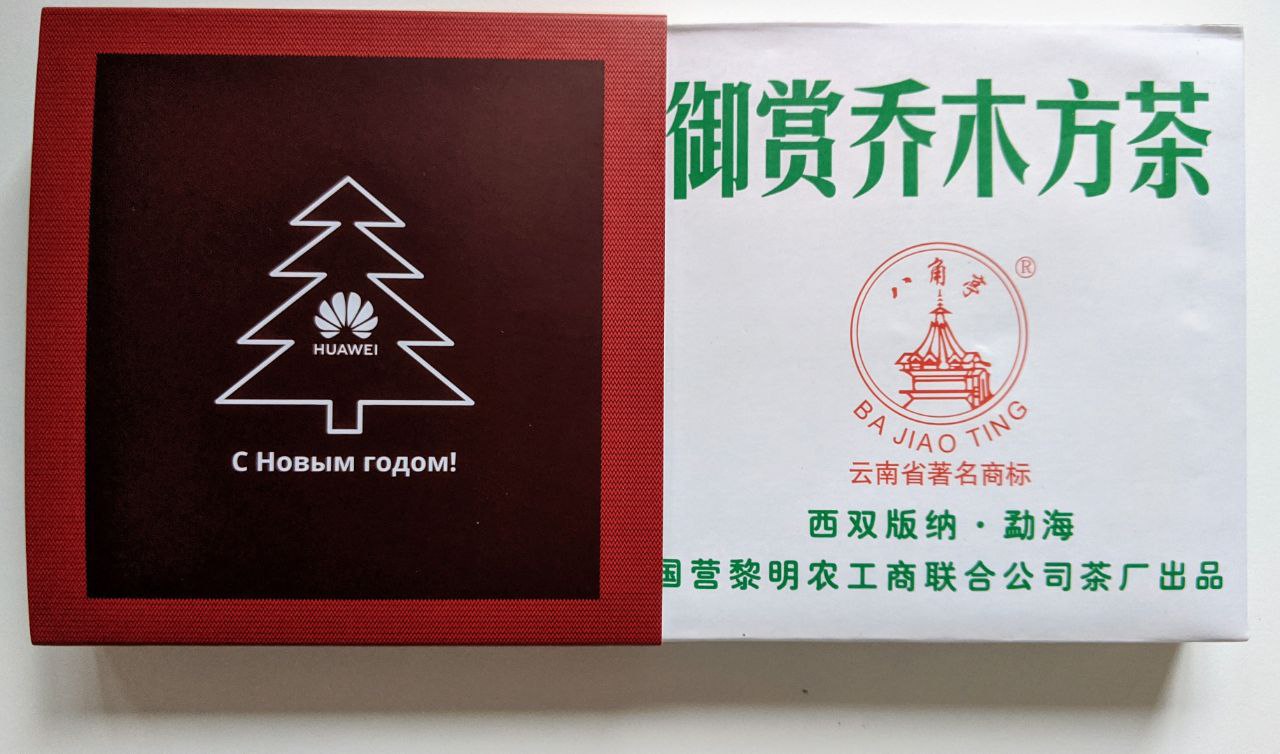 HUAWEI
С Новым годом!
御赏乔木方茶
八角亭
®
BA JIAO TING
云南省著名商标
西双版纳·勐海
国营黎明农工商联合公司茶厂出品